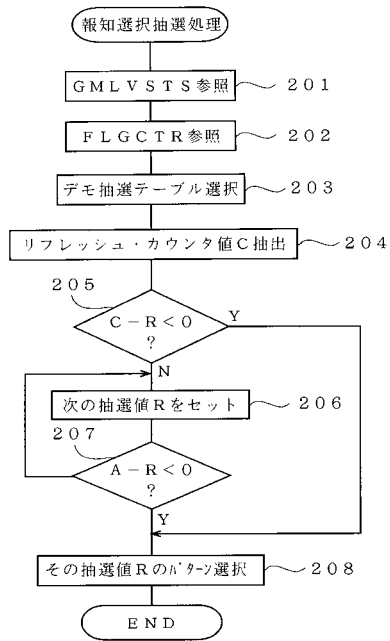 報知選択抽選処理
ＧＭＬＶＳＴＳ参照
２０１
ＦＬＧＣＴＲ参照
２０２
デモ抽選テーブル選択
２０３
リフレッシュ・カウンタ値Ｃ抽出
２０４
２０５
Ｃ－Ｒ＜０
？
Ｙ
Ｎ
次の抽選値Ｒをセット
２０６
２０７
Ａ－Ｒ＜０
？
Ｙ
その抽選値Ｒのﾊﾟﾀｰﾝ選択
２０８
ＥＮＤ